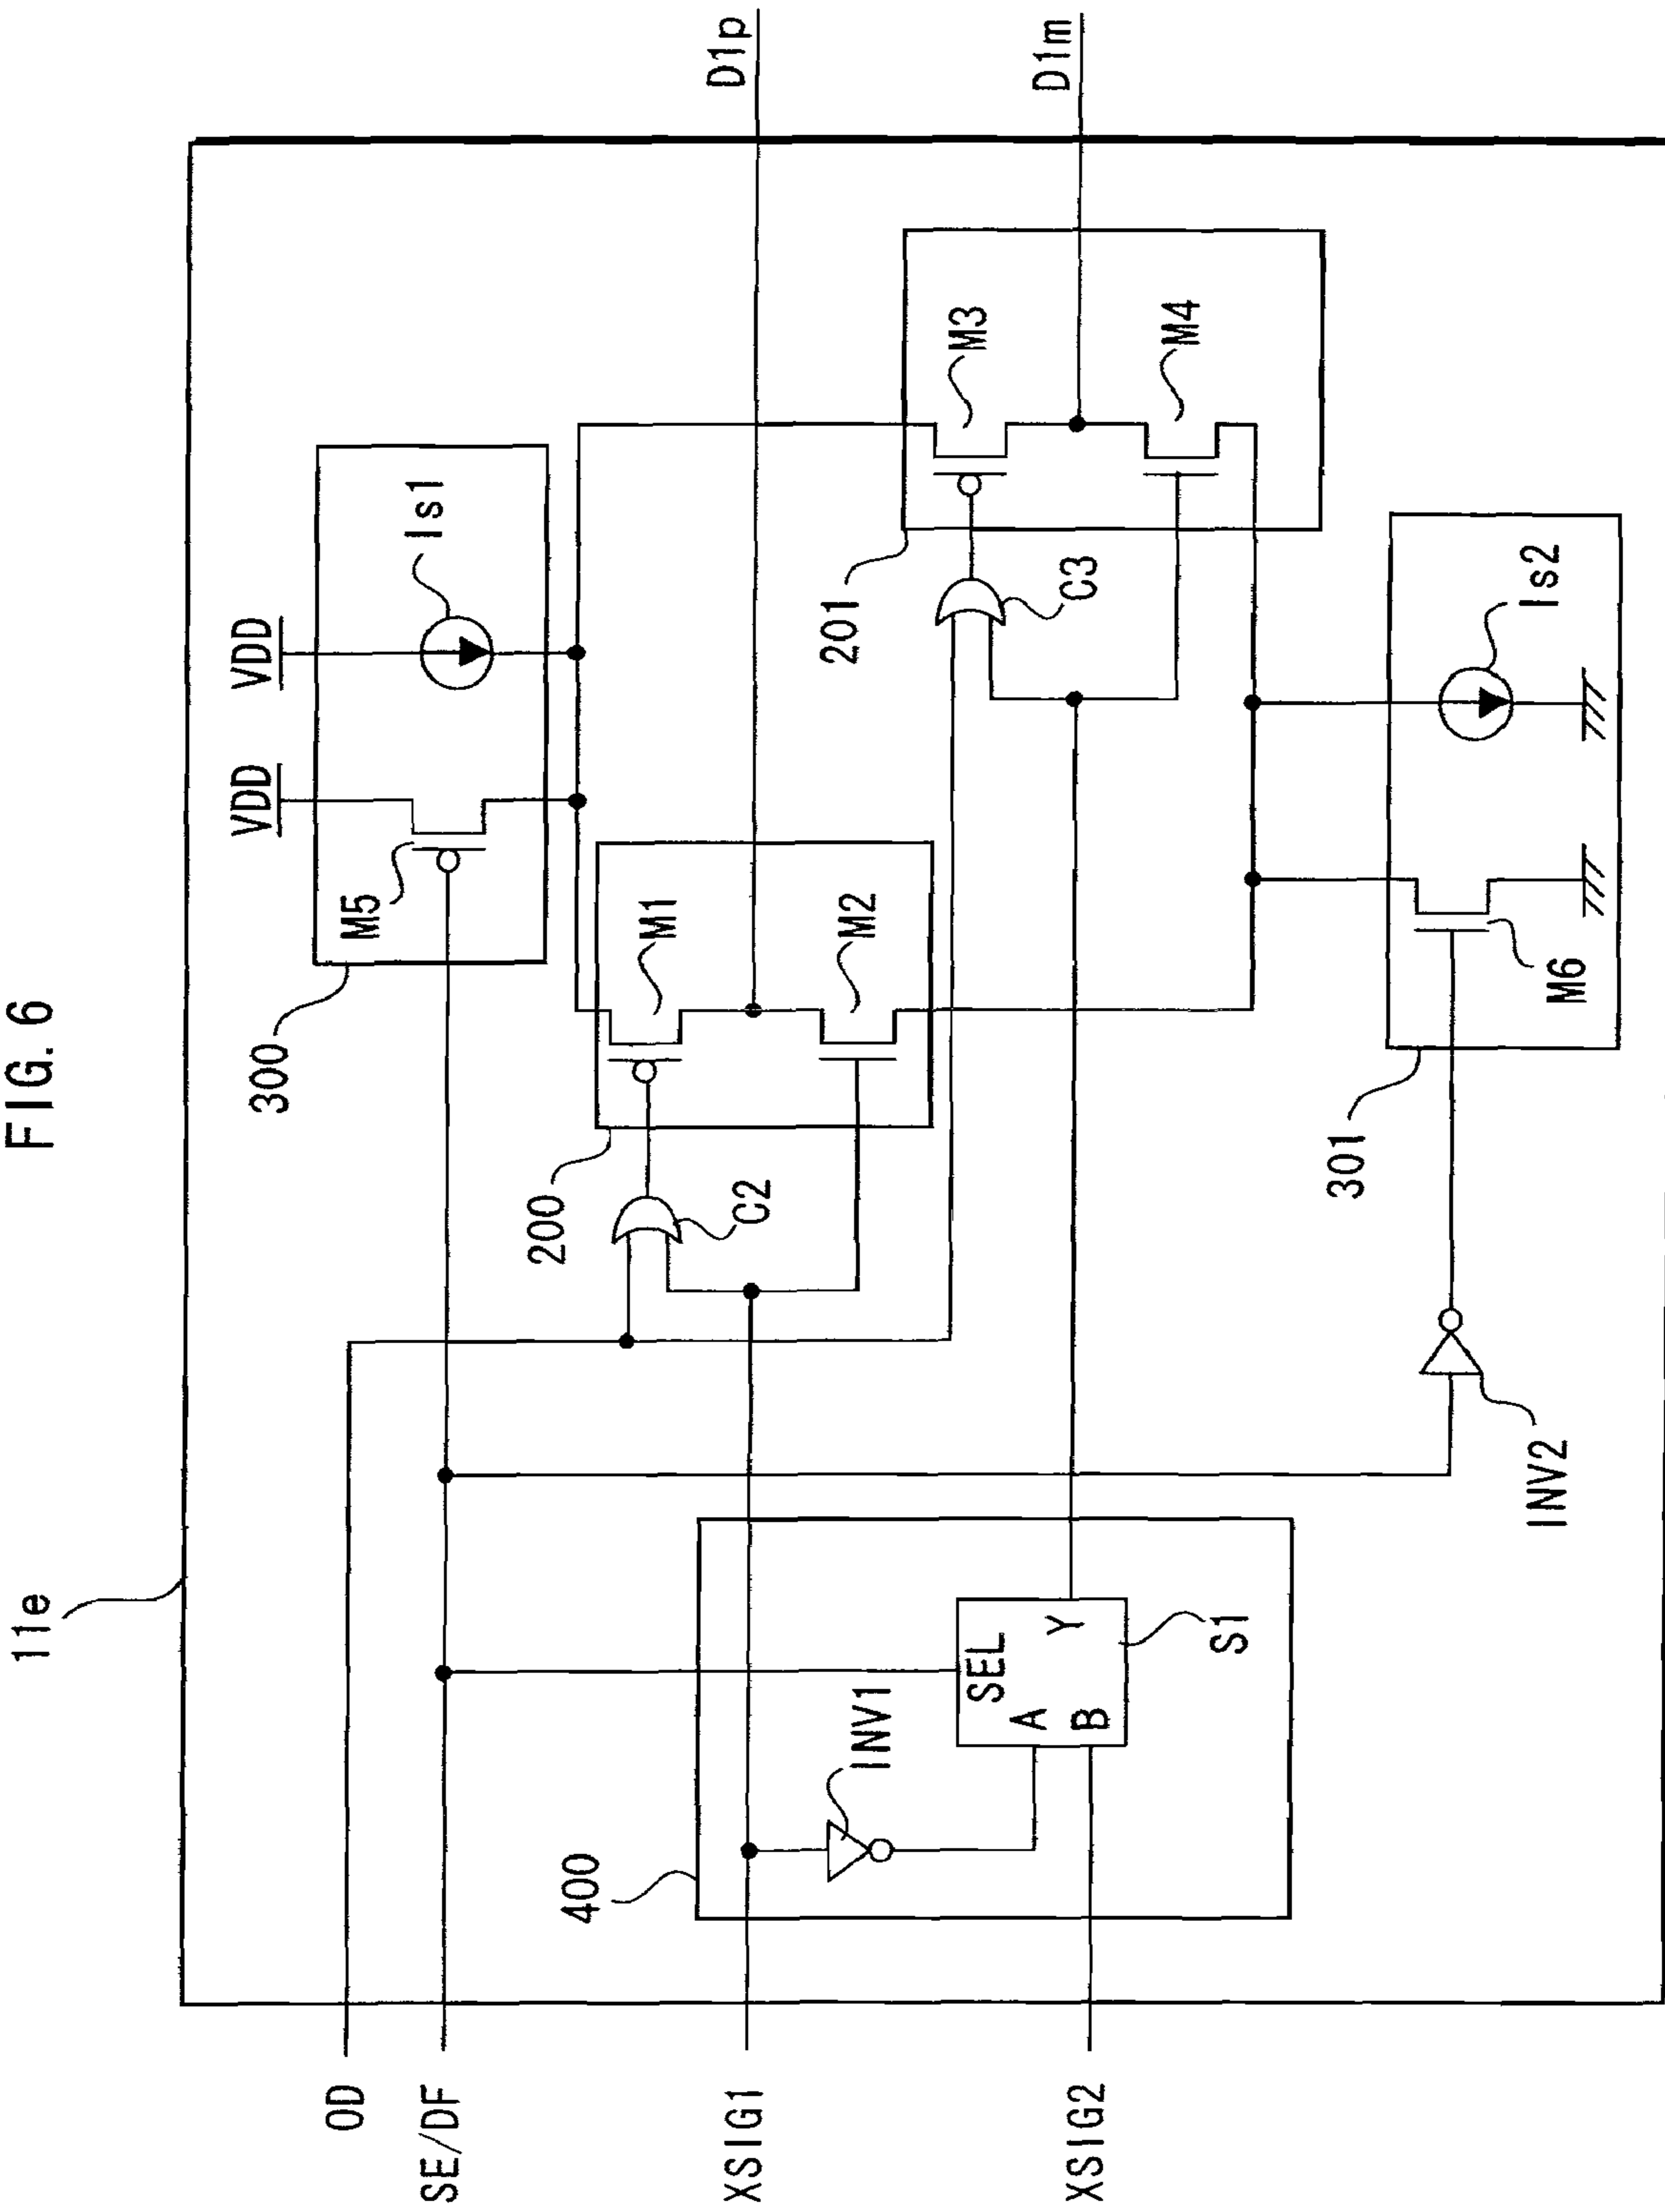 FIG. 6
11e
OD
SE/DF
XSIG1
XSIG2
D1p
D1m
VDD
VDD
M5
Is1
300
M1
M2
200
C2
M3
M4
201
C3
400
INV1
SEL
A
B
Y
S1
INV2
301
M6
Is2